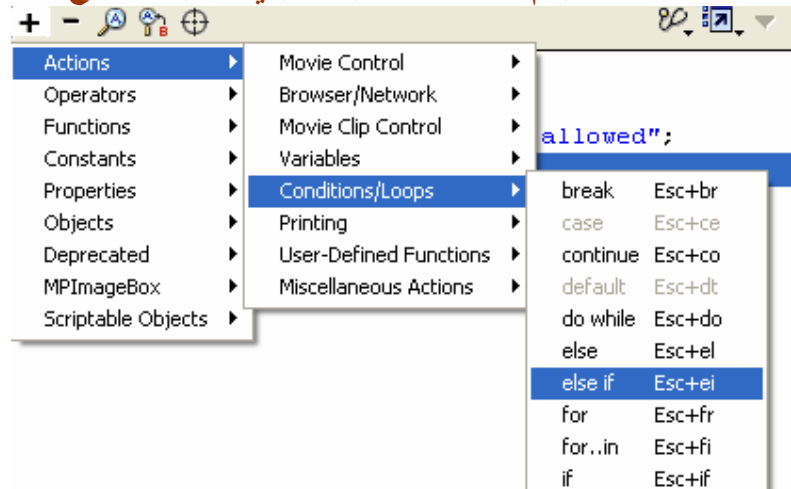 + -
Actions
Operators
Functions
Constants
Properties
Objects
Deprecated
MPImageBox
Scriptable Objects
Movie Control
Browser/Network
Movie Clip Control
Variables
Conditions/Loops
Printing
User-Defined Functions
Miscellaneous Actions
allowed";
break Esc+br
case Esc+ce
continue Esc+co
default Esc+dt
do while Esc+do
else Esc+el
else if Esc+ei
for Esc+fr
for..in Esc+fi
if Esc+if